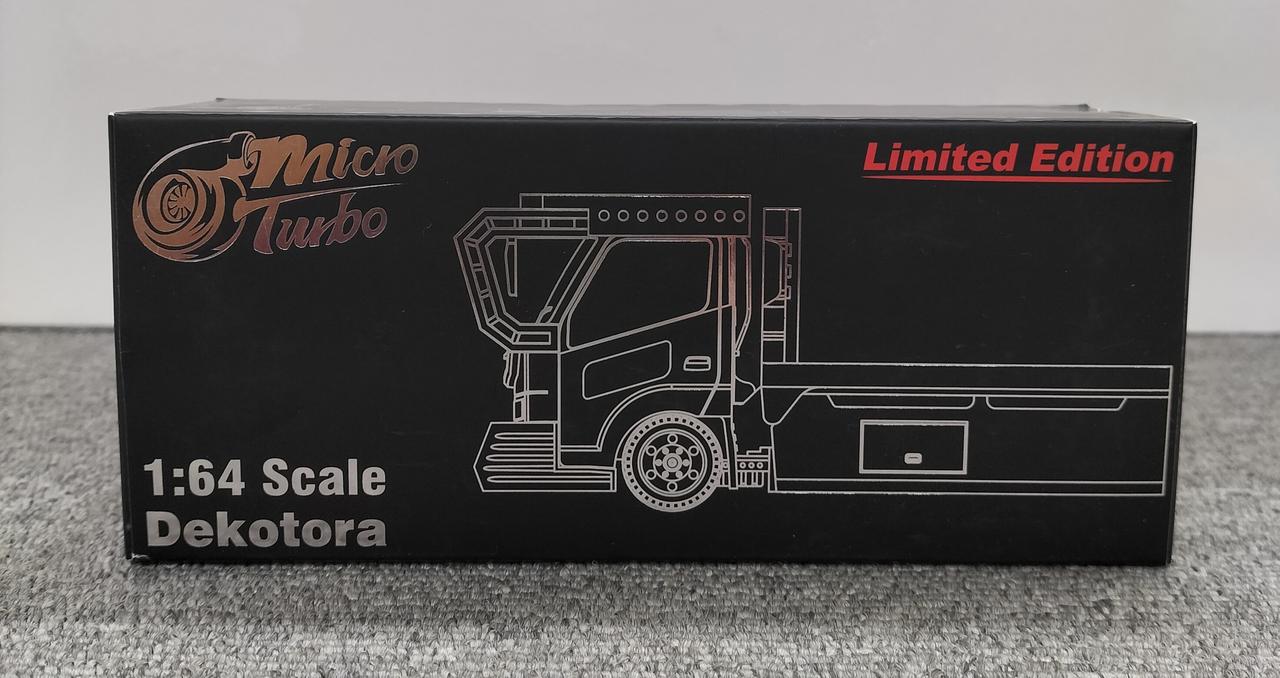 Micro
Turbo
Limited Edition
1:64 Scale
Dekotora